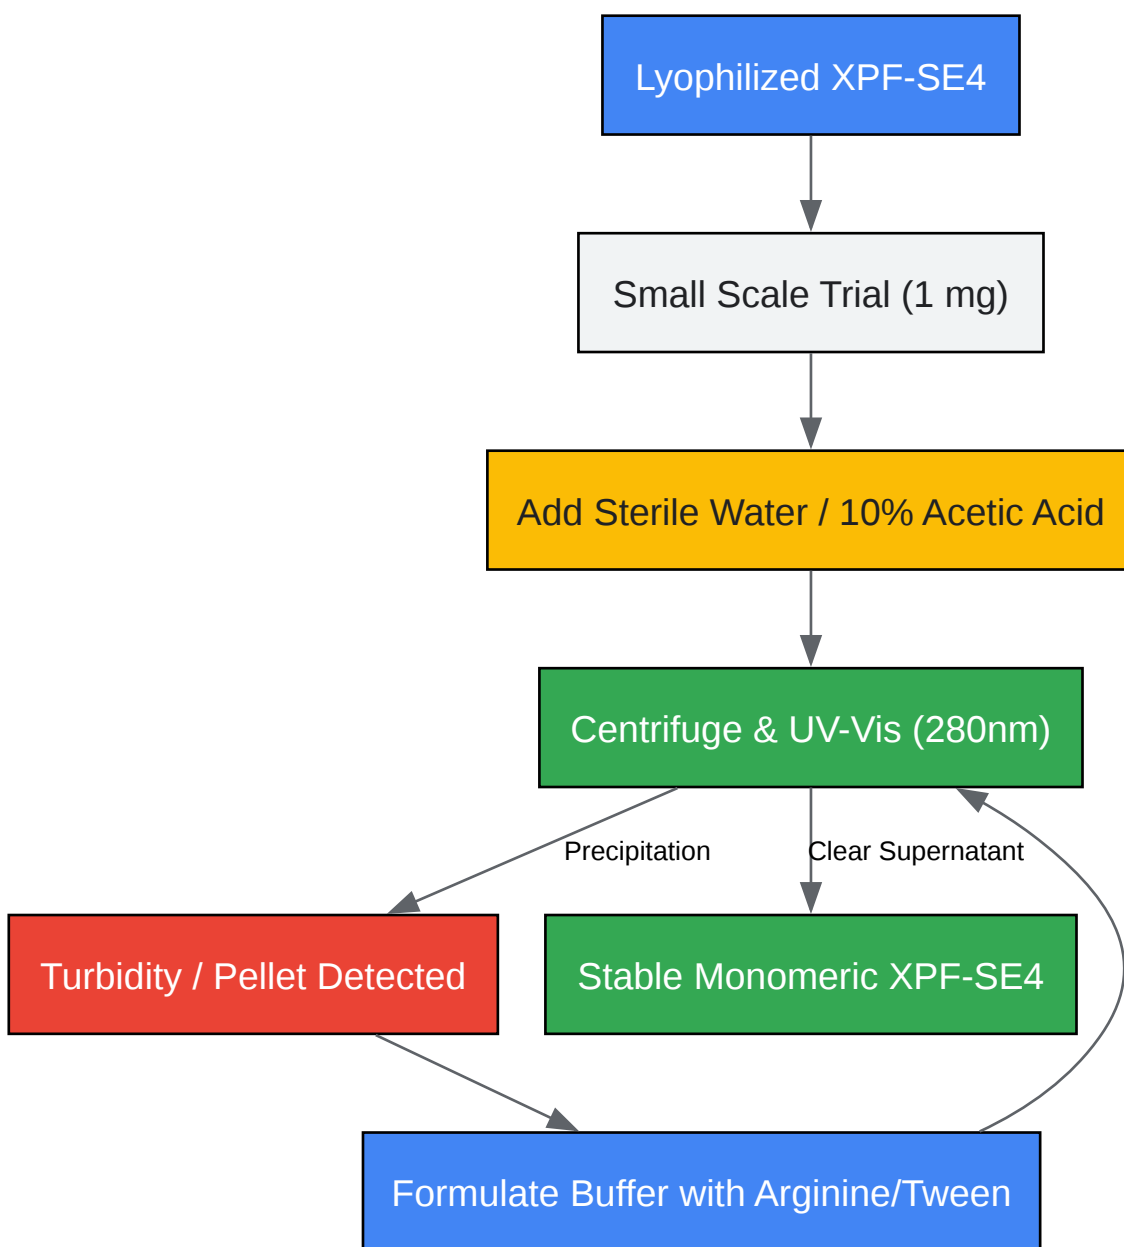 Lyophilized XPF-SE4
Small Scale Trial (1 mg)
Add Sterile Water / 10% Acetic Acid
Centrifuge & UV-Vis (280nm)
Precipitation
Clear Supernatant
Turbidity / Pellet Detected
Stable Monomeric XPF-SE4
Formulate Buffer with Arginine/Tween